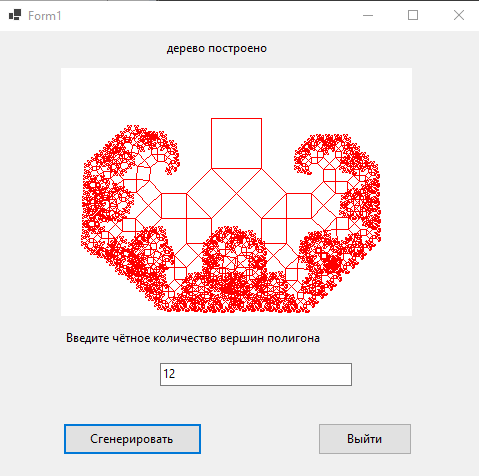 Form1
дерево построено
Введите чётное количество вершин полигона
12
Сгенерировать
Выйти